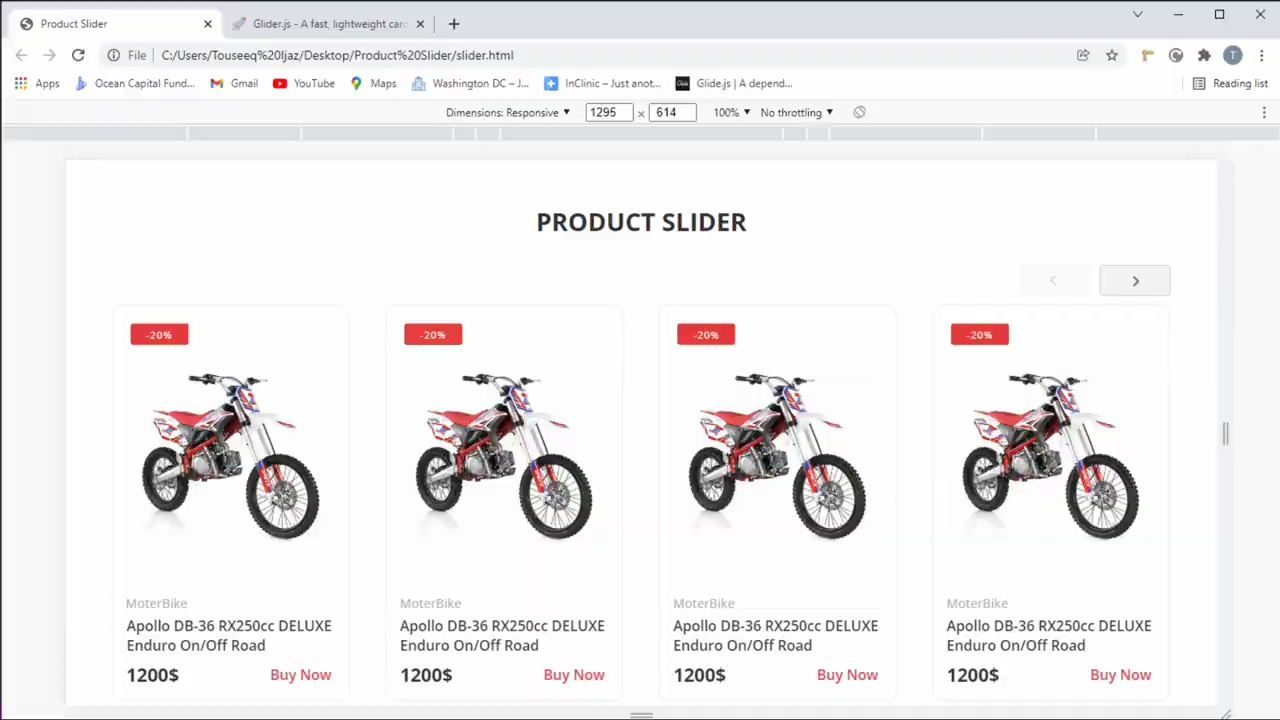 Product Slider
Glider.js - A fast, lightweight carc
File C:/Users/Touseeq%20Ijaz/Desktop/Product%20Slider/slider.html
T
Apps Ocean Capital Fund... Gmail YouTube Maps Washington DC – J... InClinic – Just anot... Glide.js | A depend... Reading list
Dimensions: Responsive 1295 × 614 100% No throttling
PRODUCT SLIDER
-20% -20% -20% -20%
MoterBike MoterBike MoterBike MoterBike
Apollo DB-36 RX250cc DELUXE Apollo DB-36 RX250cc DELUXE Apollo DB-36 RX250cc DELUXE Apollo DB-36 RX250cc DELUXE
Enduro On/Off Road Enduro On/Off Road Enduro On/Off Road Enduro On/Off Road
1200$ Buy Now 1200$ Buy Now 1200$ Buy Now 1200$ Buy Now